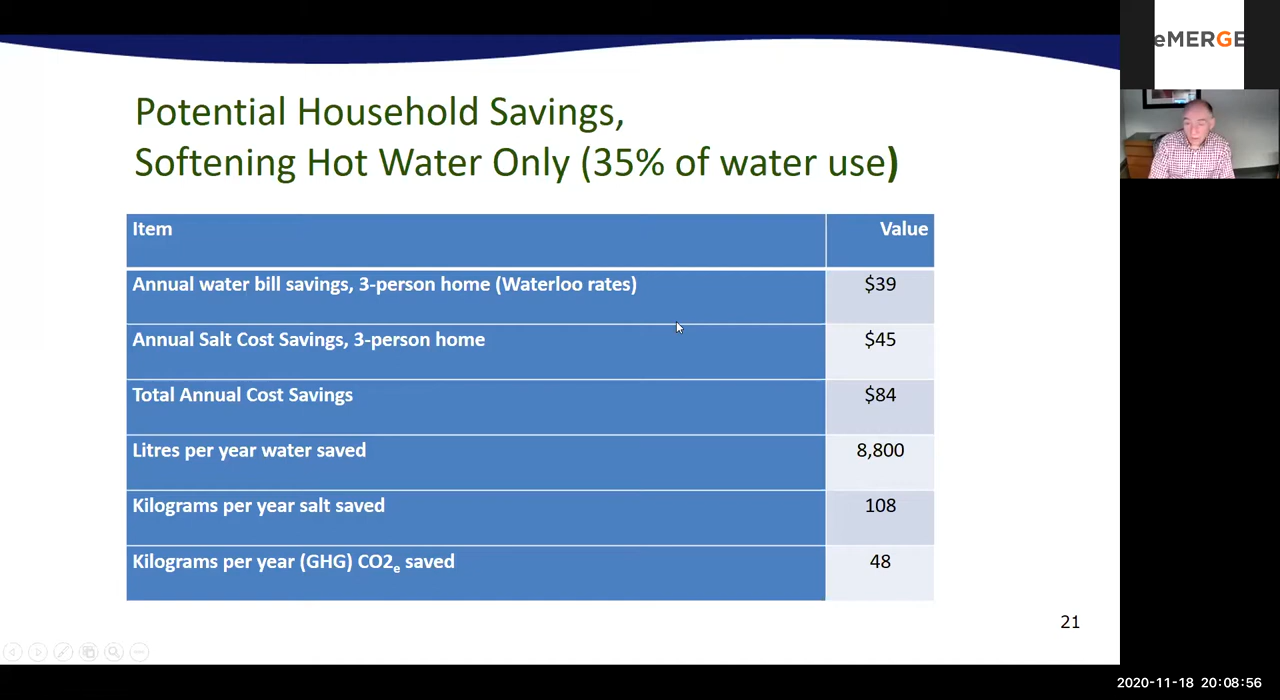 eMERGE
Potential Household Savings,
Softening Hot Water Only (35% of water use)
Item Value
Annual water bill savings, 3-person home (Waterloo rates) $39
Annual Salt Cost Savings, 3-person home $45
Total Annual Cost Savings $84
Litres per year water saved 8,800
Kilograms per year salt saved 108
Kilograms per year (GHG) CO2e saved 48
21
2020-11-18 20:08:56